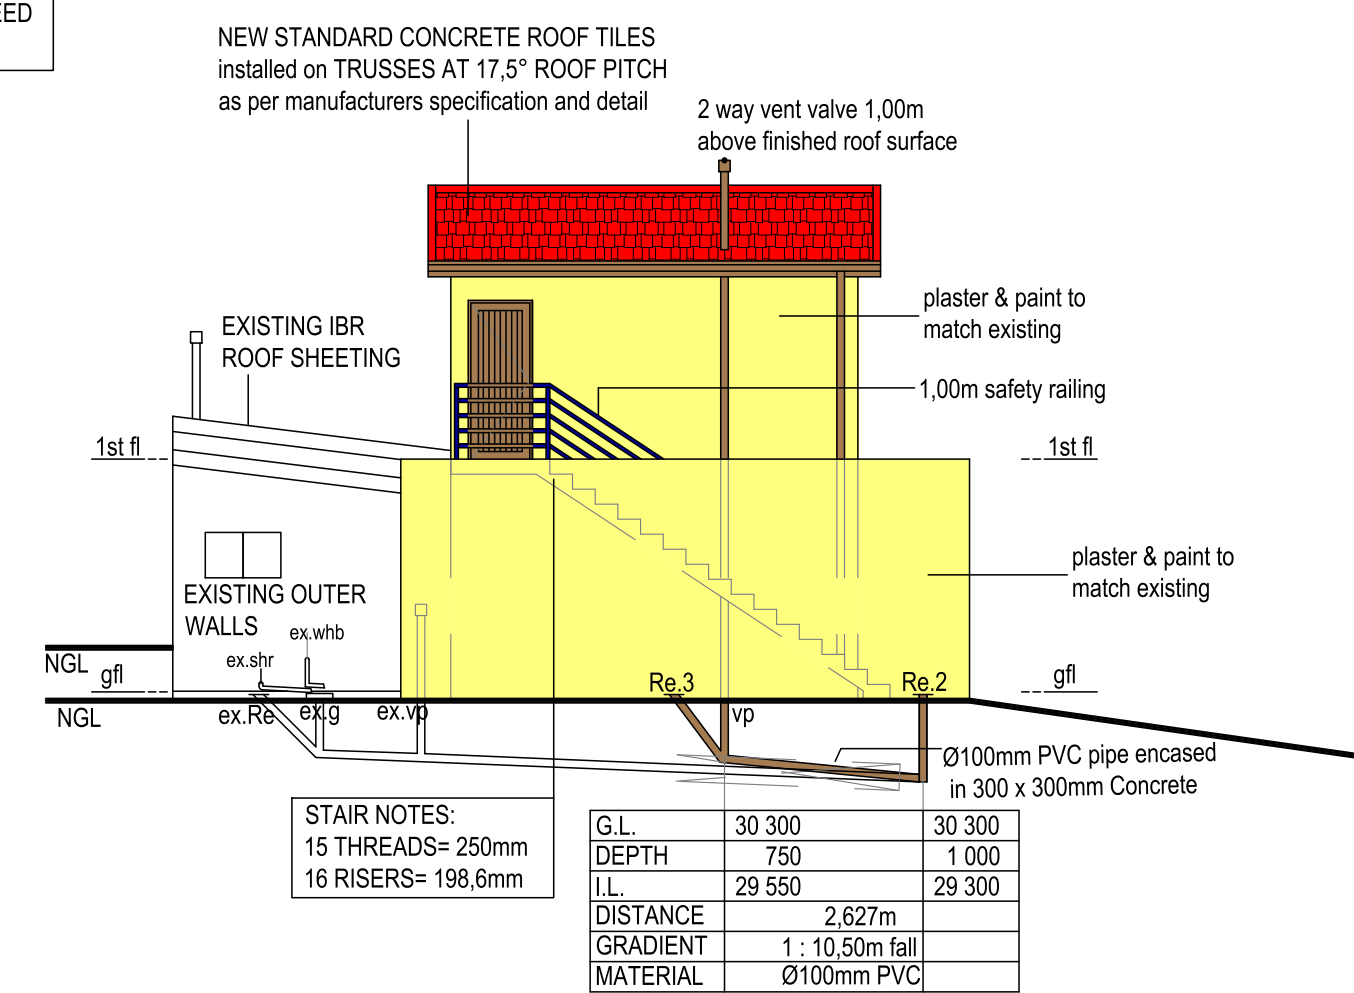 EED
NEW STANDARD CONCRETE ROOF TILES
installed on TRUSSES AT 17,5° ROOF PITCH
as per manufacturers specification and detail
2 way vent valve 1,00m
above finished roof surface
plaster & paint to
match existing
EXISTING IBR
ROOF SHEETING
1,00m safety railing
1st fl
1st fl
plaster & paint to
match existing
EXISTING OUTER
WALLS
ex.whb
ex.shr
NGL
gfl
Re.3
Re.2
gfl
NGL
ex.Re
ex.g
ex.vp
vp
Ø100mm PVC pipe encased
in 300 x 300mm Concrete
STAIR NOTES:
15 THREADS= 250mm
16 RISERS= 198,6mm
G.L. 30 300 30 300
DEPTH 750 1 000
I.L. 29 550 29 300
DISTANCE 2,627m
GRADIENT 1 : 10,50m fall
MATERIAL Ø100mm PVC